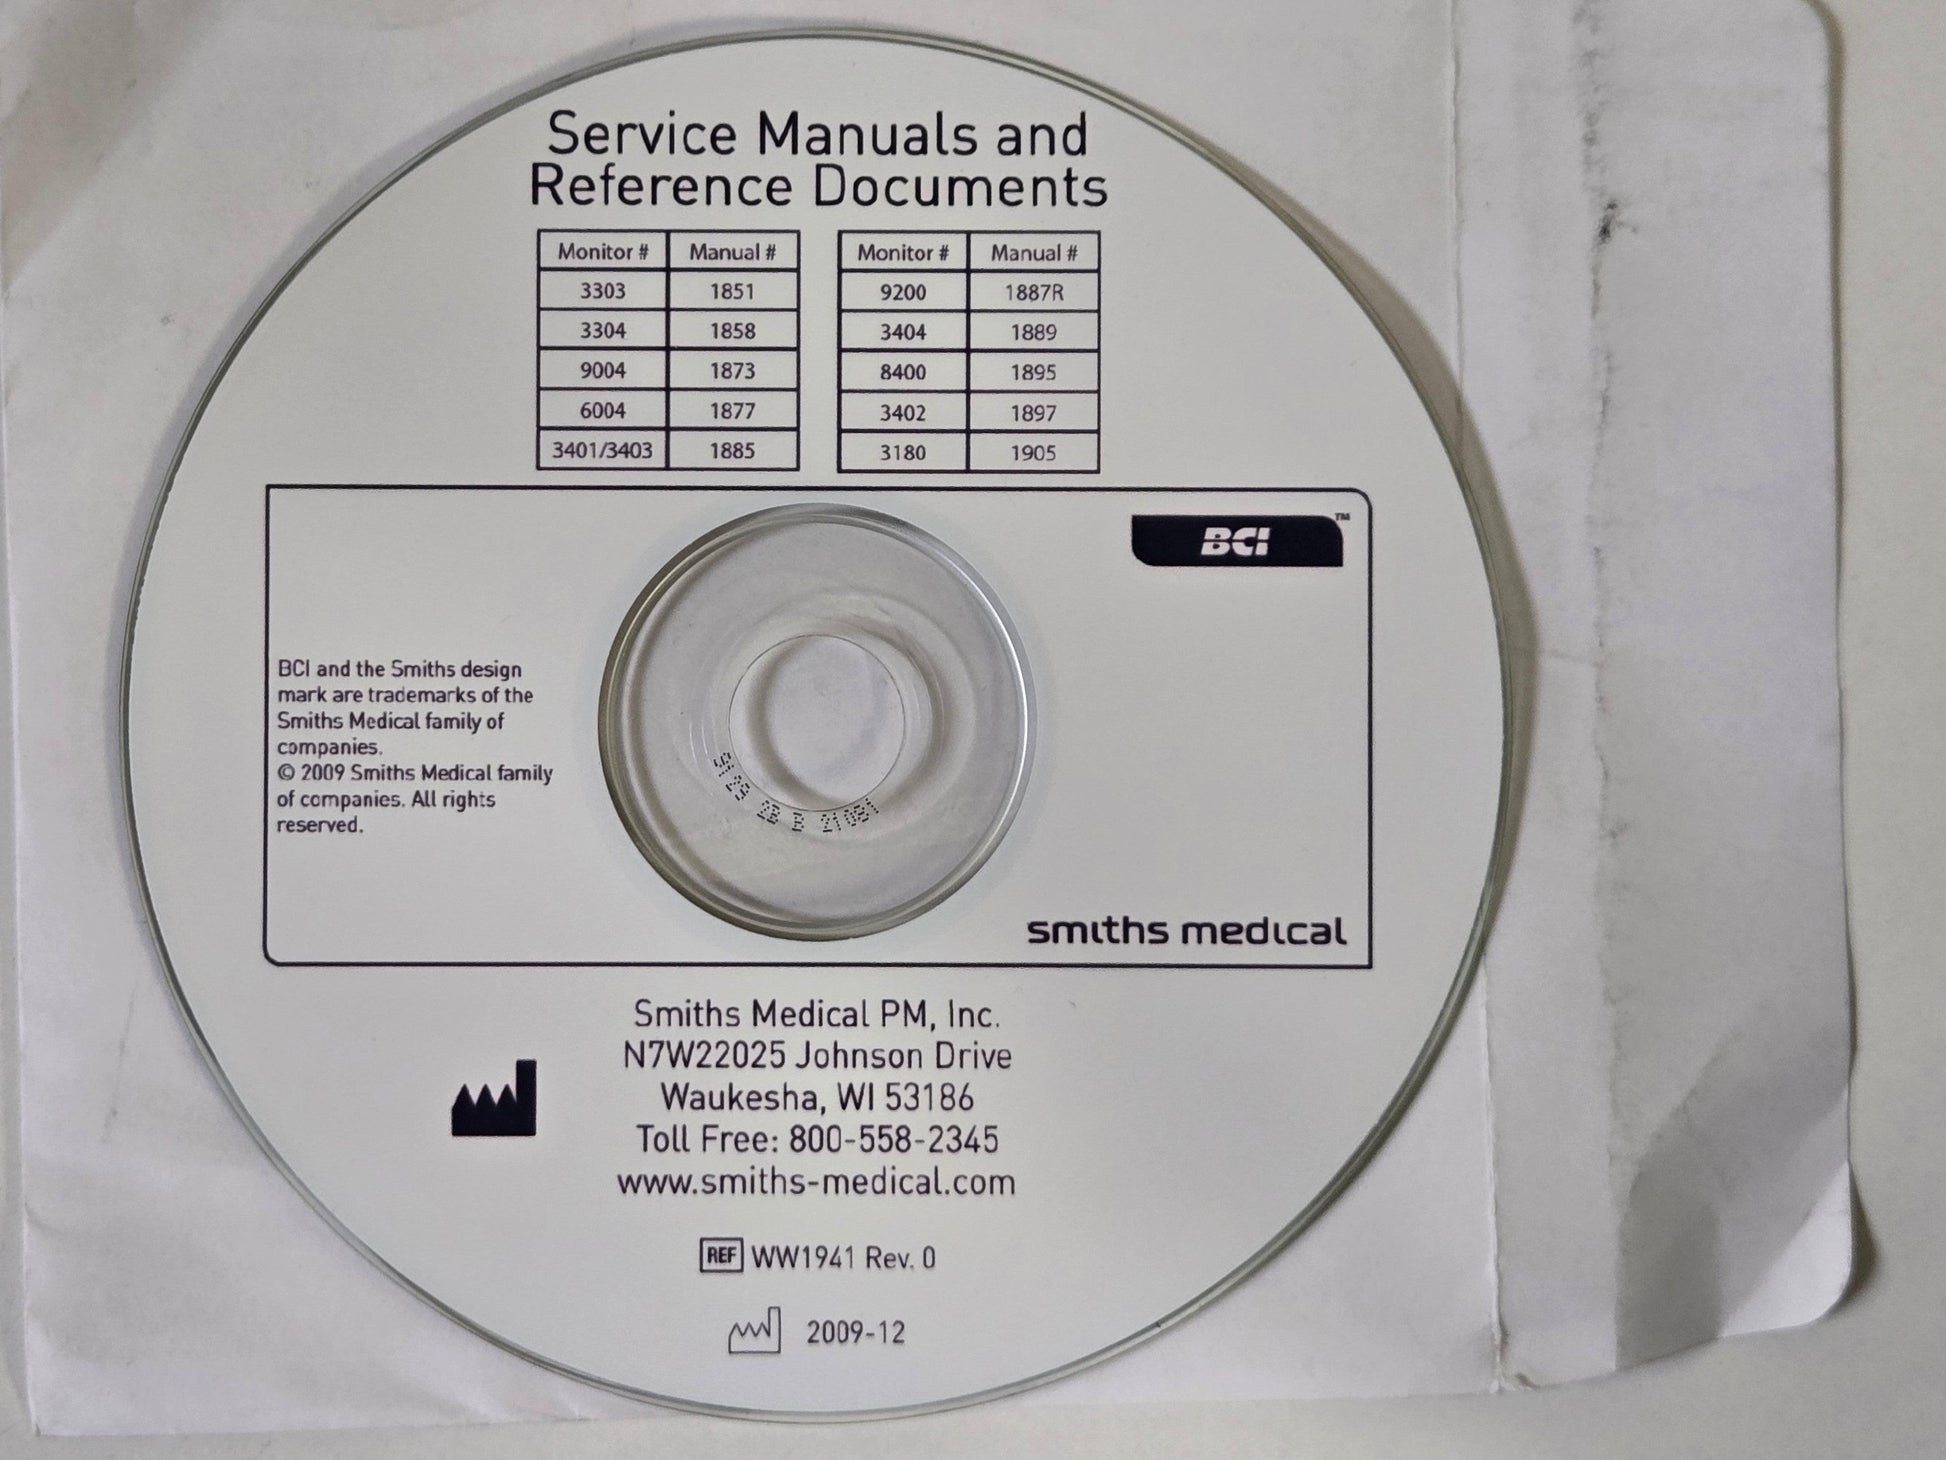 Service Manuals and
Reference Documents
Monitor # Manual #
3303 1851
3304 1858
9004 1873
6004 1877
3401/3403 1885
Monitor # Manual #
9200 1887R
3404 1889
8400 1895
3402 1897
3180 1905
BCI™
BCI and the Smiths design
mark are trademarks of the
Smiths Medical family of
companies.
© 2009 Smiths Medical family
of companies. All rights
reserved.
smiths medical
Smiths Medical PM, Inc.
N7W22025 Johnson Drive
Waukesha, WI 53186
Toll Free: 800-558-2345
www.smiths-medical.com
REF WW1941 Rev. 0
2009-12